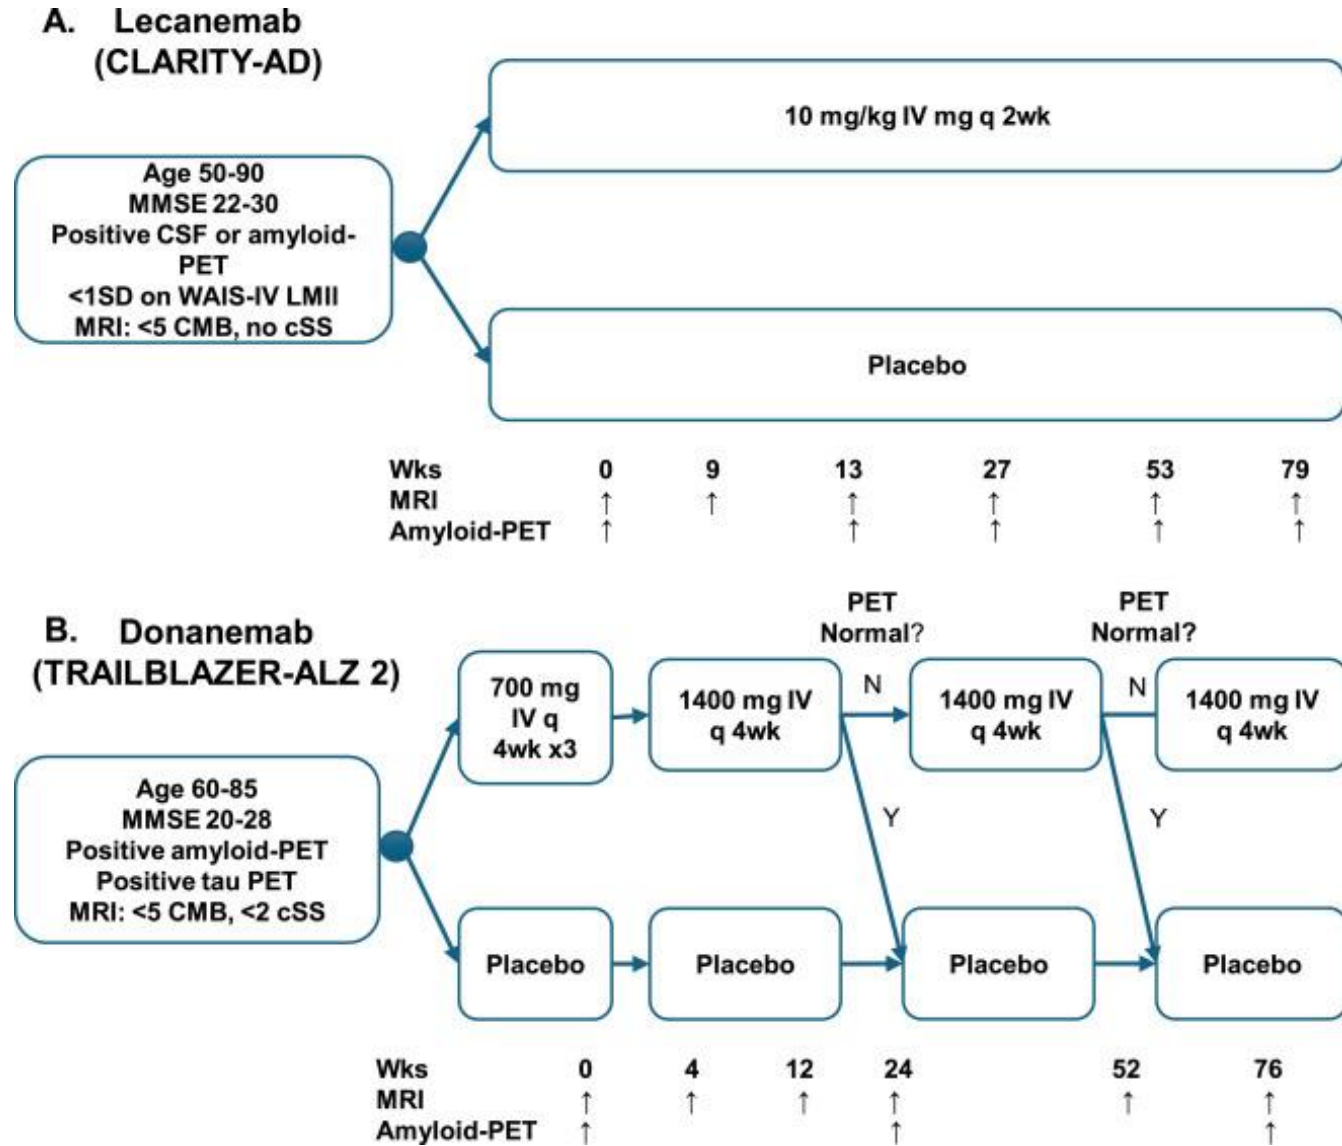 A. Lecanemab
(CLARITY-AD)
10 mg/kg IV mg q 2wk
Age 50-90
MMSE 22-30
Positive CSF or amyloid-
PET
<1SD on WAIS-IV LMII
MRI: <5 CMB, no cSS
Placebo
Wks 0 9 13 27 53 79
MRI ↑ ↑ ↑ ↑ ↑ ↑
Amyloid-PET ↑ ↑ ↑ ↑ ↑
B. Donanemab
(TRAILBLAZER-ALZ 2)
PET
Normal?
PET
Normal?
700 mg
IV q
4wk x3
1400 mg IV
q 4wk
N
1400 mg IV
q 4wk
N
1400 mg IV
q 4wk
Age 60-85
MMSE 20-28
Positive amyloid-PET
Positive tau PET
MRI: <5 CMB, <2 cSS
Y
Y
Placebo
Placebo
Placebo
Placebo
Wks 0 4 12 24 52 76
MRI ↑ ↑ ↑ ↑ ↑ ↑
Amyloid-PET ↑ ↑ ↑